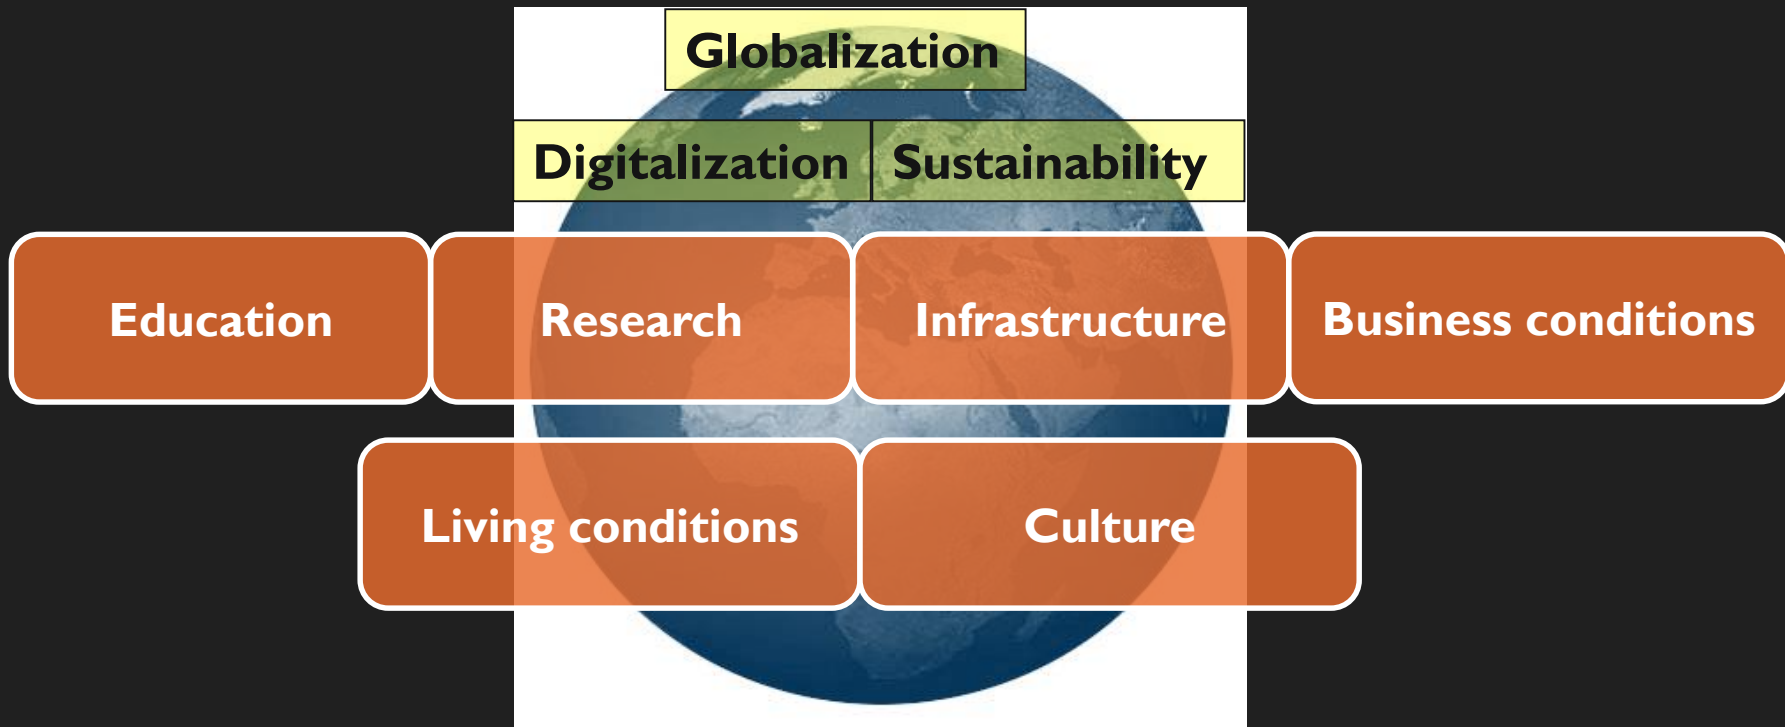 Globalization
Digitalization Sustainability
Education Research Infrastructure Business conditions
Living conditions Culture